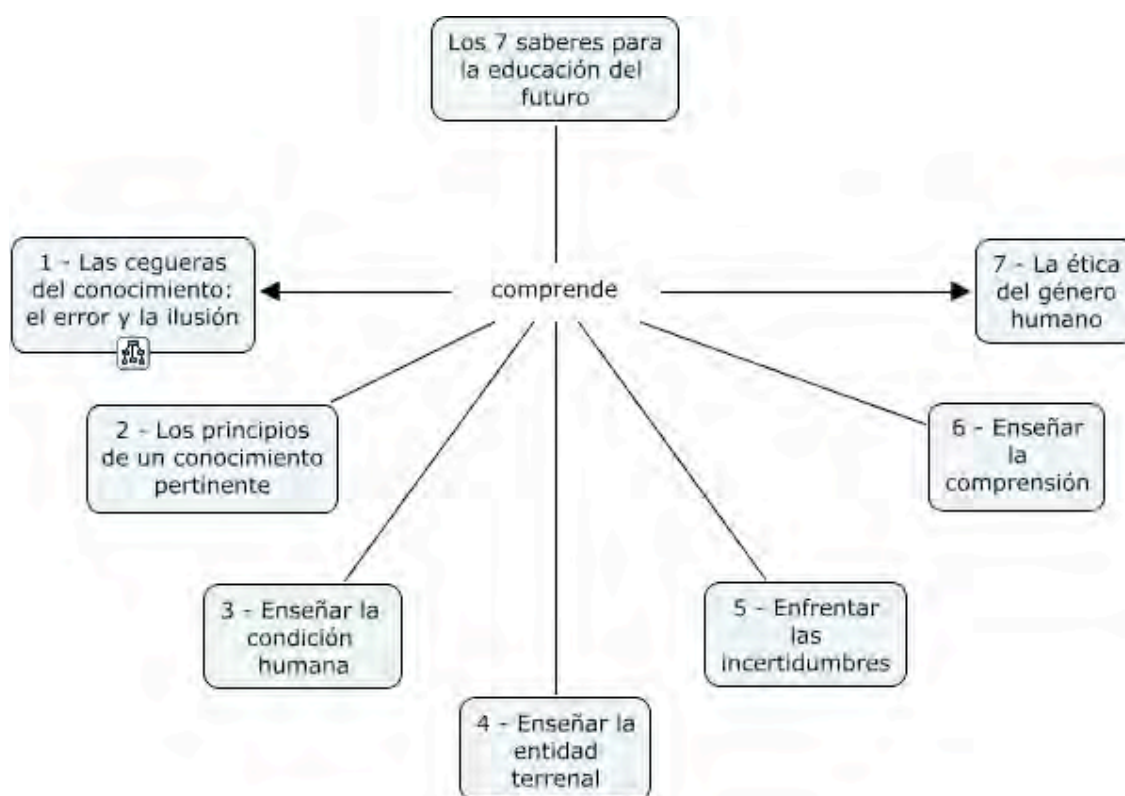 Los 7 saberes para
la educación del
futuro
comprende
1 - Las cegueras
del conocimiento:
el error y la ilusión
2 - Los principios
de un conocimiento
pertinente
3 - Enseñar la
condición
humana
4 - Enseñar la
entidad
terrenal
5 - Enfrentar
las
incertidumbres
6 - Enseñar
la
comprensión
7 - La ética
del género
humano